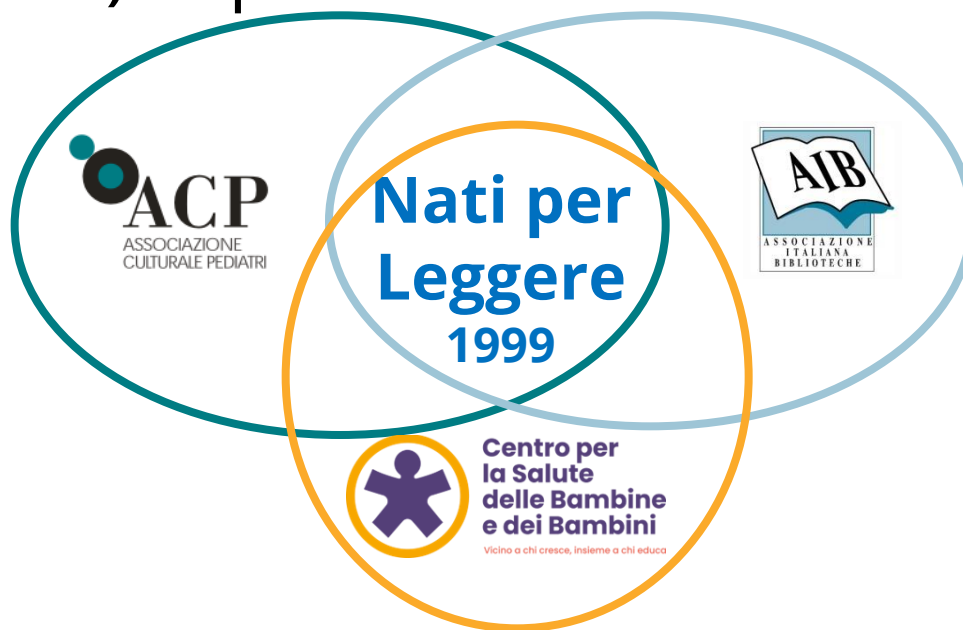 ACP
ASSOCIAZIONE
CULTURALE PEDIATRI
Nati per
Leggere
1999
AIB
ASSOCIAZIONE
ITALIANA
BIBLIOTECHE
Centro per
la Salute
delle Bambine
e dei Bambini
Vicino a chi cresce, insieme a chi educa